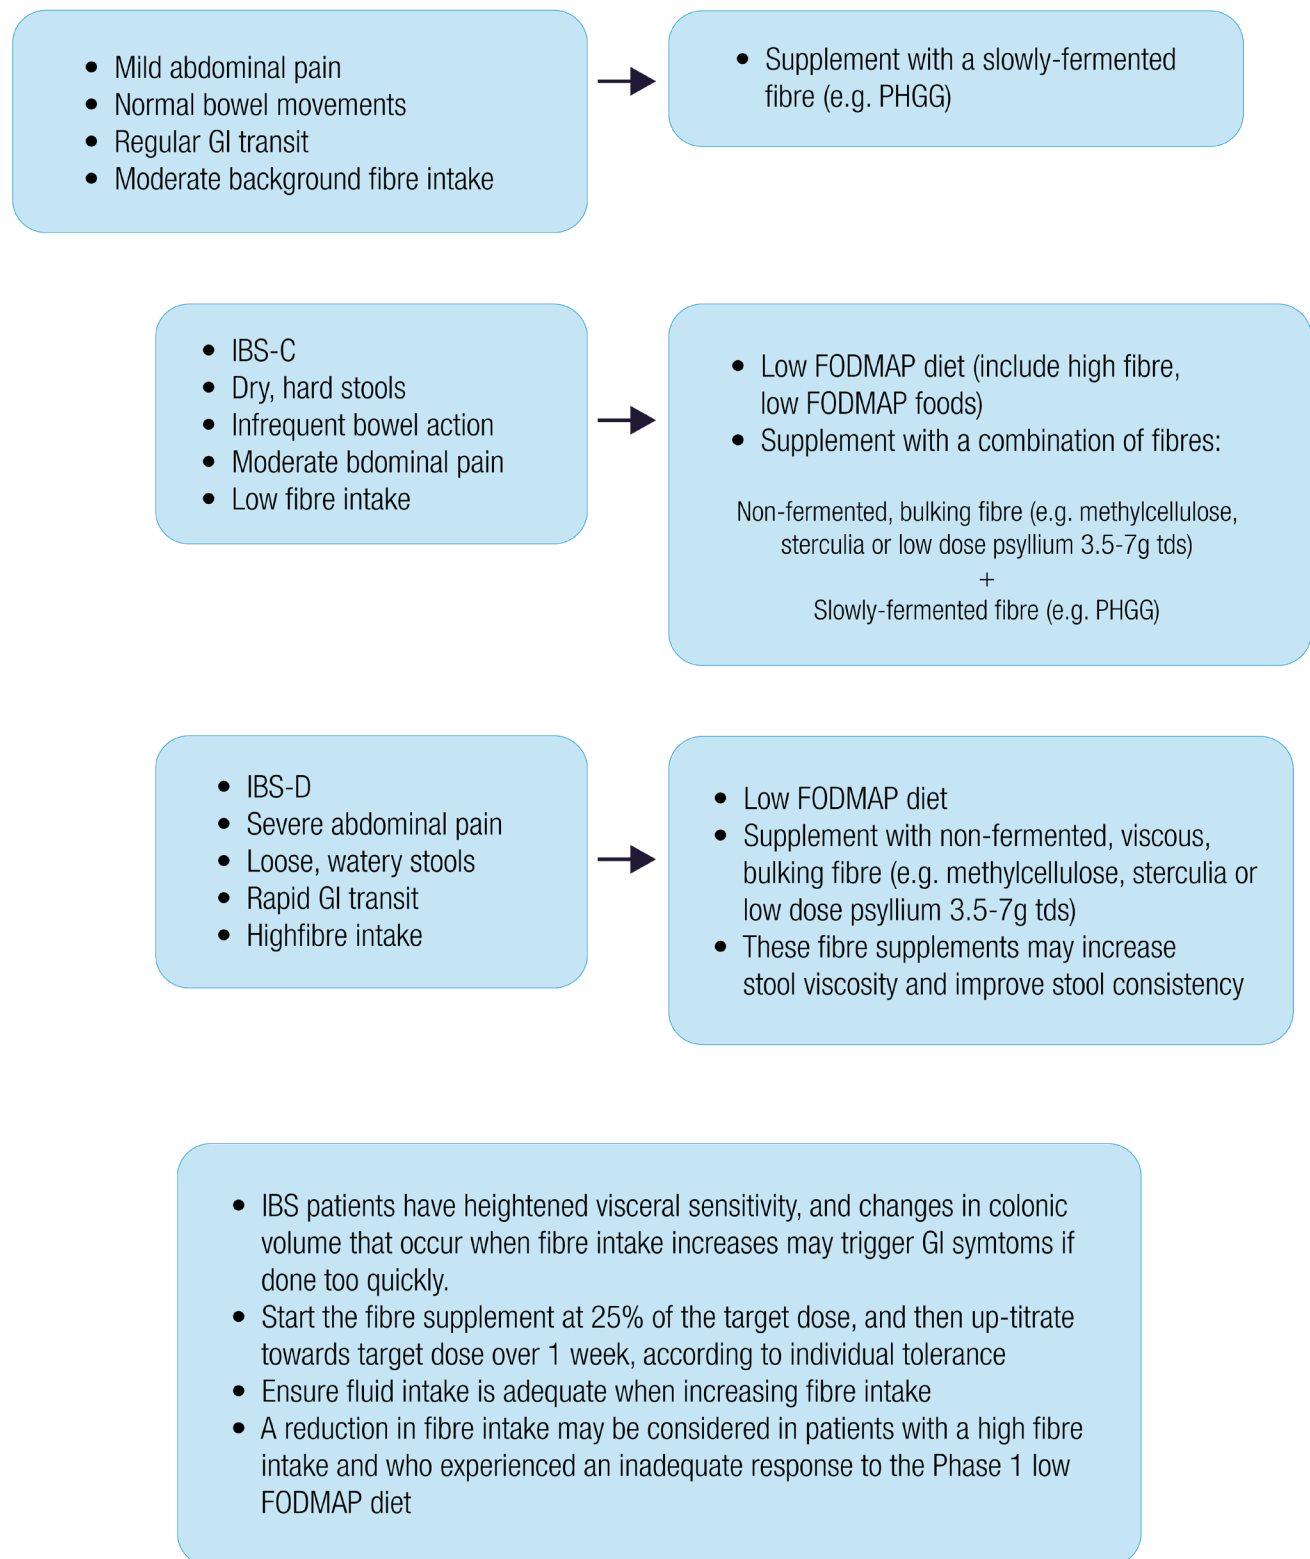 • Mild abdominal pain
• Normal bowel movements
• Regular GI transit
• Moderate background fibre intake
• Supplement with a slowly-fermented
fibre (e.g. PHGG)
• IBS-C
• Dry, hard stools
• Infrequent bowel action
• Moderate bdominal pain
• Low fibre intake
• Low FODMAP diet (include high fibre,
low FODMAP foods)
• Supplement with a combination of fibres:
Non-fermented, bulking fibre (e.g. methylcellulose,
sterculia or low dose psyllium 3.5-7g tds)
+
Slowly-fermented fibre (e.g. PHGG)
• IBS-D
• Severe abdominal pain
• Loose, watery stools
• Rapid GI transit
• Highfibre intake
• Low FODMAP diet
• Supplement with non-fermented, viscous,
bulking fibre (e.g. methylcellulose, sterculia or
low dose psyllium 3.5-7g tds)
• These fibre supplements may increase
stool viscosity and improve stool consistency
• IBS patients have heightened visceral sensitivity, and changes in colonic
volume that occur when fibre intake increases may trigger GI symtoms if
done too quickly.
• Start the fibre supplement at 25% of the target dose, and then up-titrate
towards target dose over 1 week, according to individual tolerance
• Ensure fluid intake is adequate when increasing fibre intake
• A reduction in fibre intake may be considered in patients with a high fibre
intake and who experienced an inadequate response to the Phase 1 low
FODMAP diet